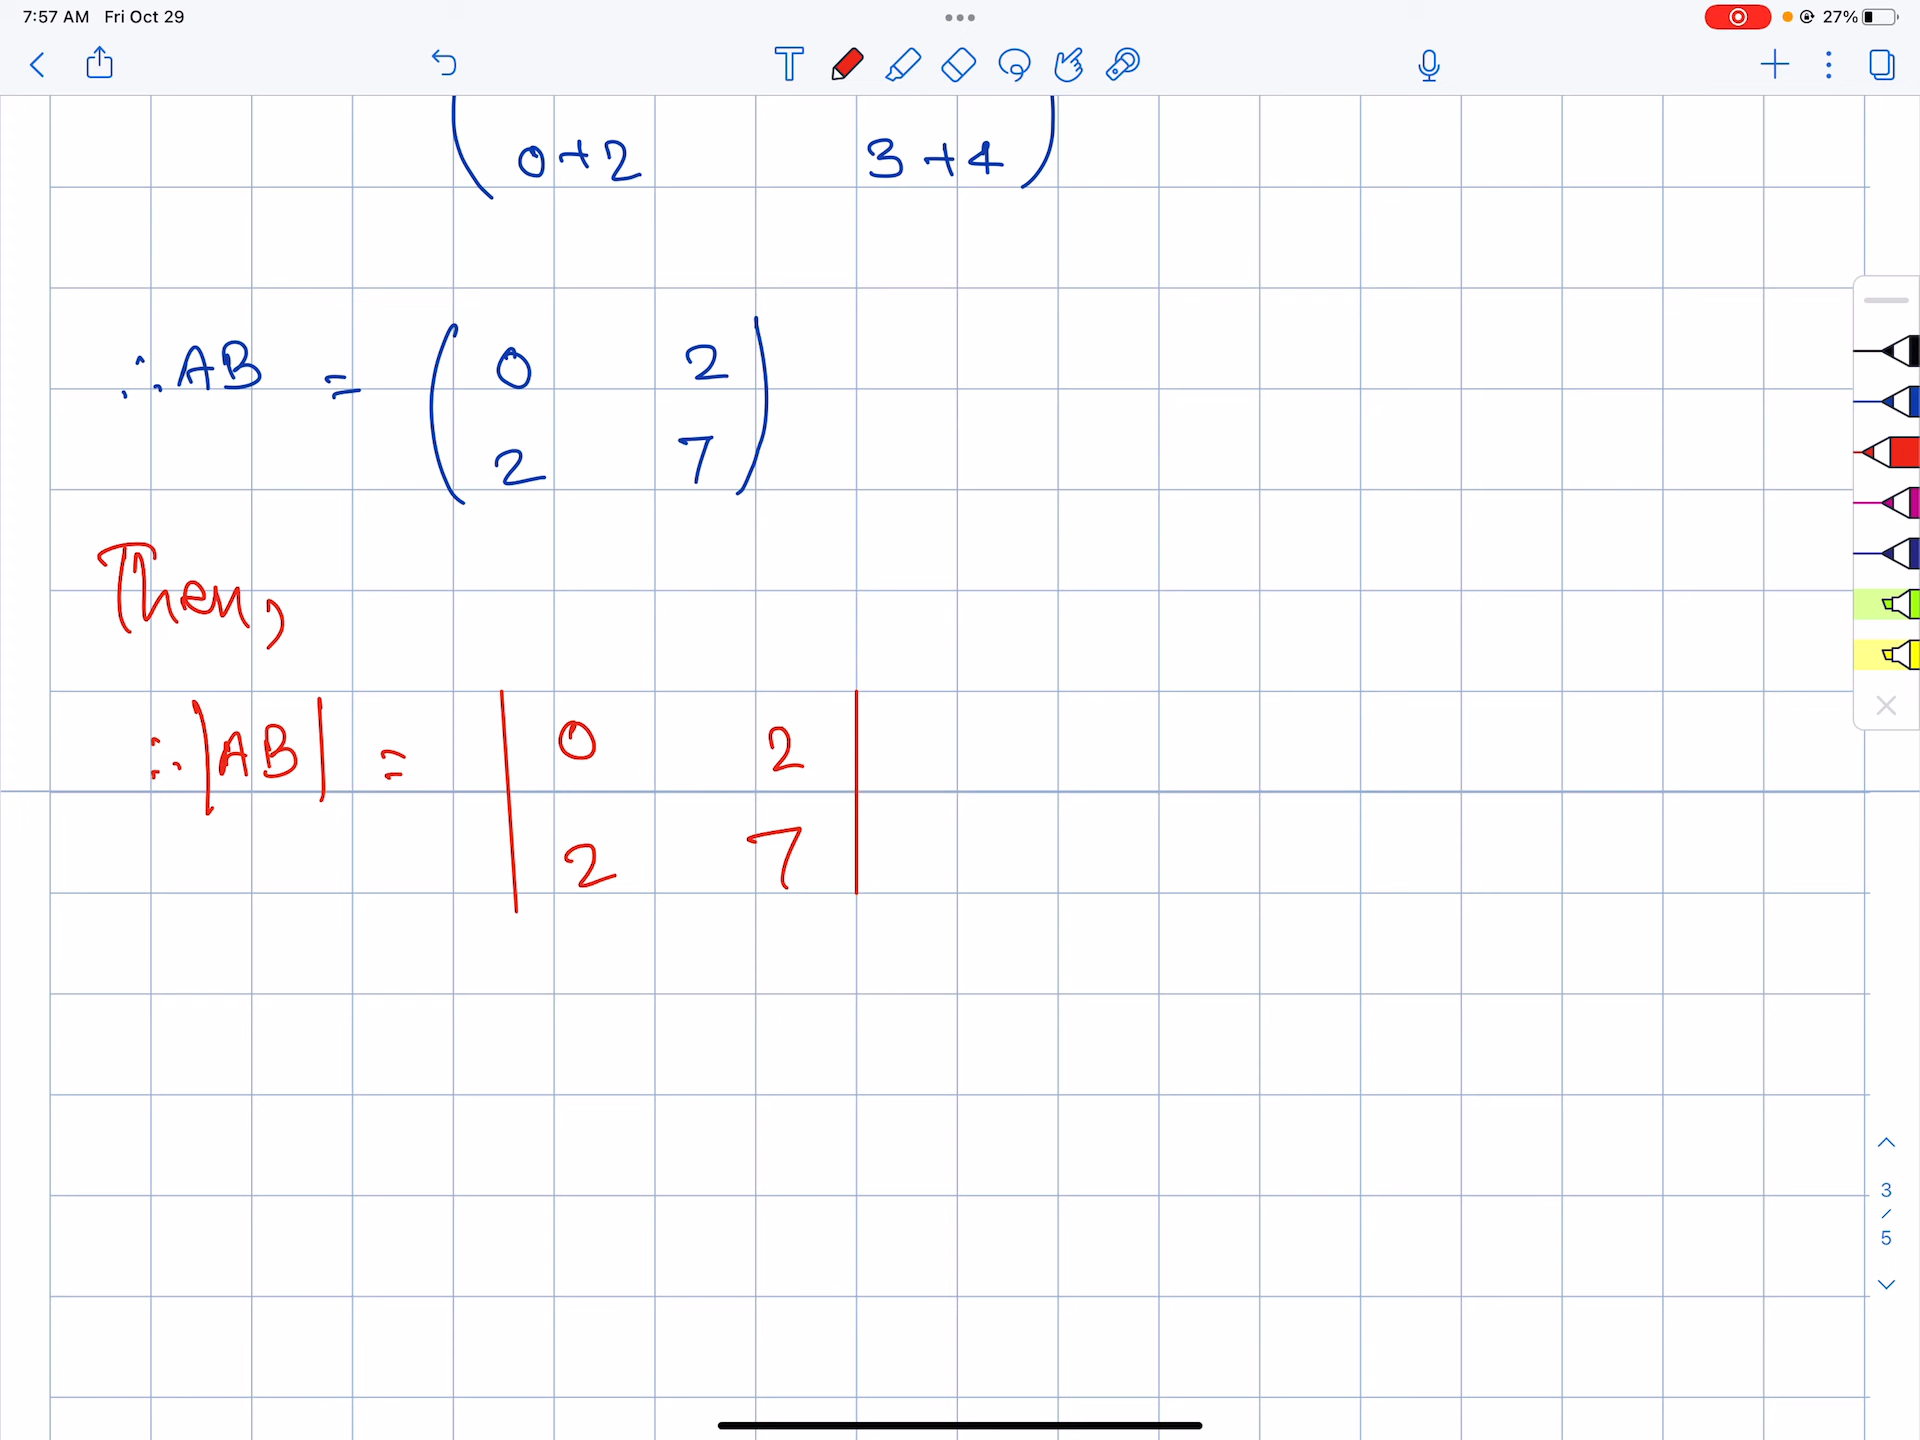 7:57 AM Fri Oct 29
27%
T
0+2 3+4
∴AB = ( 0 2
2 7 )
Then,
∴|AB| = | 0 2 |
| 2 7 |
3
/
5